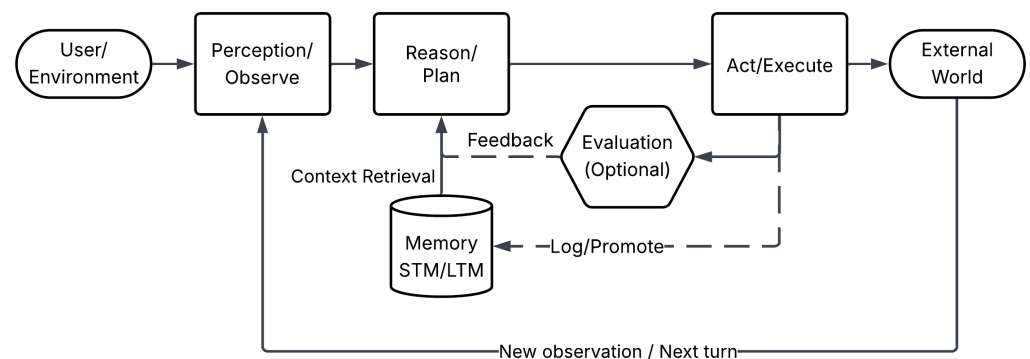 User/
Environment
Perception/
Observe
Reason/
Plan
Act/Execute
External
World
Feedback
Evaluation
(Optional)
Context Retrieval
Memory
STM/LTM
Log/Promote
New observation / Next turn